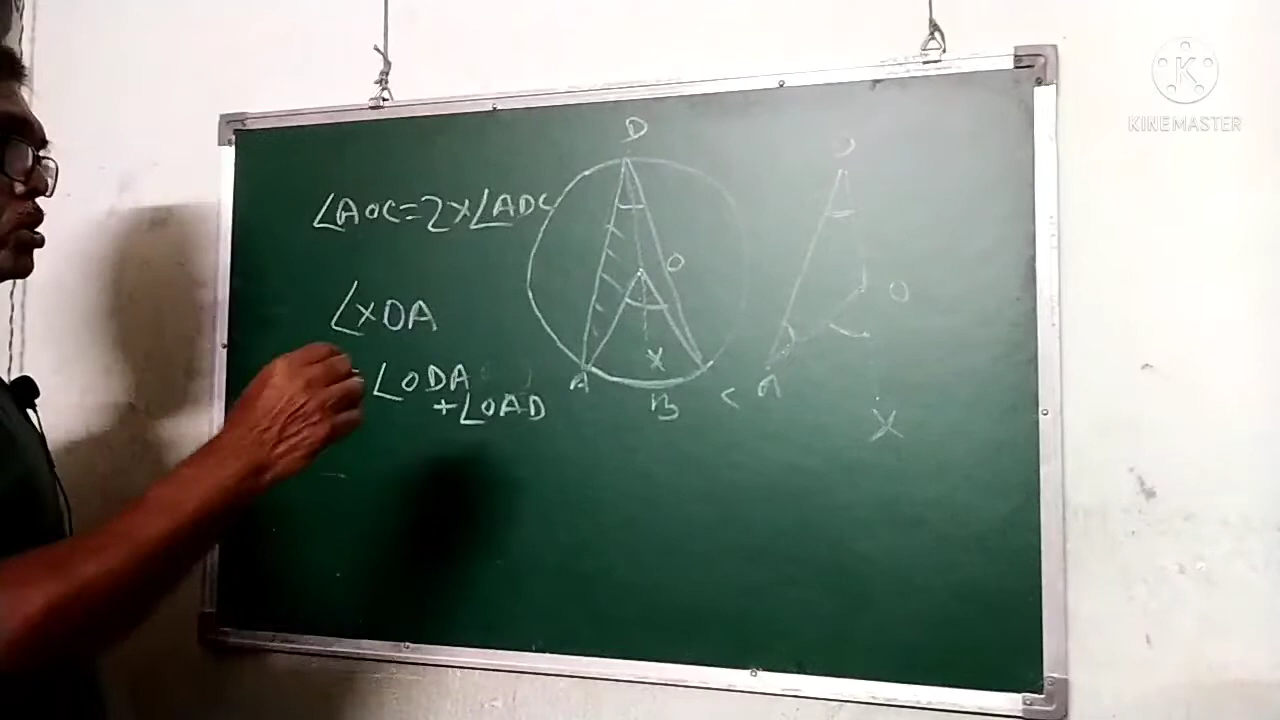 D
∠AOC=2×∠ADC
O
∠XOA
∠ODA
+∠OAD
A
X
B
C
D
O
A
X
KINEMASTER